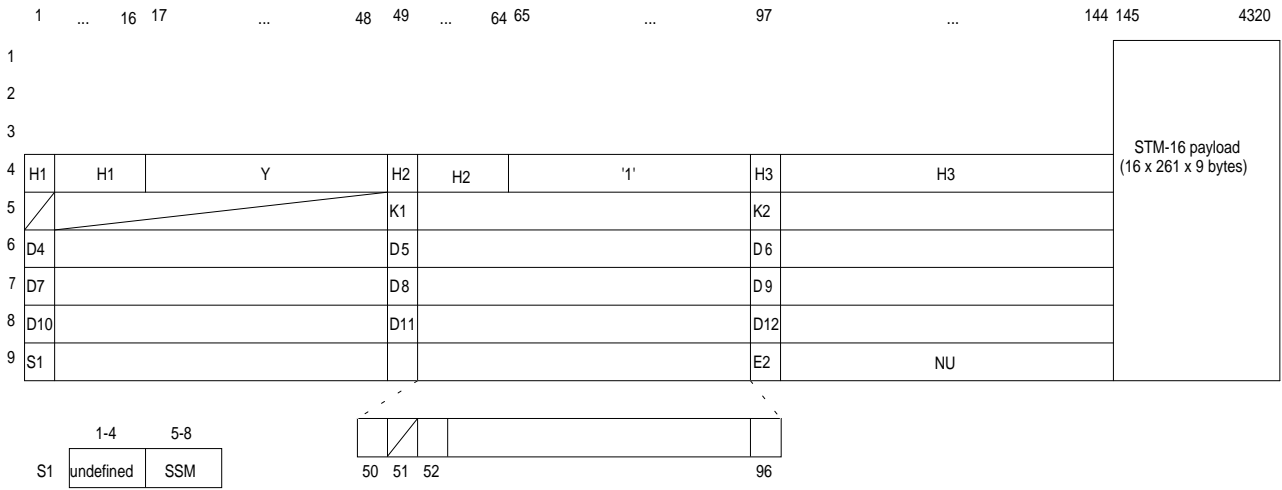 1 ... 16 17 ... 48 49 ... 64 65 ... 97 ... 144 145 4320
1
2
3
4 H1 H1 Y H2 H2 '1' H3 H3
STM-16 payload
(16 x 261 x 9 bytes)
5 K1 K2
6 D4 D5 D6
7 D7 D8 D9
8 D10 D11 D12
9 S1 E2 NU
1-4 5-8
S1 undefined SSM
50 51 52 96